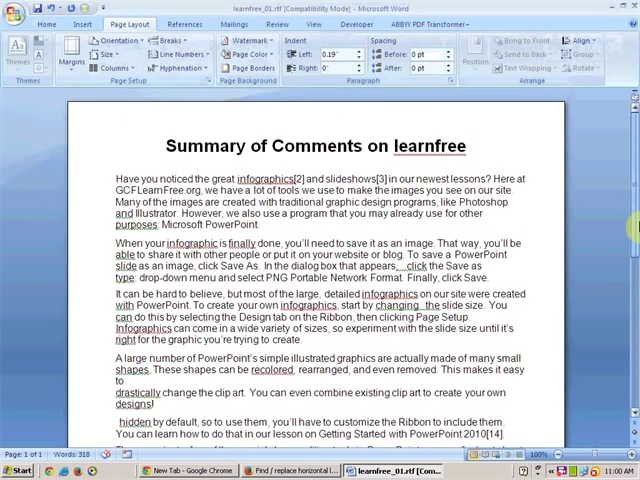 learnfree_01.rtf [Compatibility Mode] - Microsoft Word
Home Insert Page Layout References Mailings Review View Developer ABBYY PDF Transformer
Themes
Margins
Orientation
Size
Columns
Breaks
Line Numbers
Hyphenation
Watermark
Page Color
Page Borders
Indent
Left: 0.19"
Right: 0"
Spacing
Before: 0 pt
After: 0 pt
Position
Bring to Front
Send to Back
Text Wrapping
Align
Group
Rotate
Themes Page Setup Page Background Paragraph Arrange
Summary of Comments on learnfree
Have you noticed the great infographics[2] and slideshows[3] in our newest lessons? Here at
GCFLearnFree.org, we have a lot of tools we use to make the images you see on our site.
Many of the images are created with traditional graphic design programs, like Photoshop
and Illustrator. However, we also use a program that you may already use for other
purposes: Microsoft PowerPoint.
When your infographic is finally done, you'll need to save it as an image. That way, you'll be
able to share it with other people or put it on your website or blog. To save a PowerPoint
slide as an image, click Save As. In the dialog box that appears, click the Save as
type: drop-down menu and select PNG Portable Network Format. Finally, click Save.
It can be hard to believe, but most of the large, detailed infographics on our site were created
with PowerPoint. To create your own infographics, start by changing the slide size. You
can do this by selecting the Design tab on the Ribbon, then clicking Page Setup.
Infographics can come in a wide variety of sizes, so experiment with the slide size until it's
right for the graphic you're trying to create.
A large number of PowerPoint's simple illustrated graphics are actually made of many small
shapes. These shapes can be recolored, rearranged, and even removed. This makes it easy
to
drastically change the clip art. You can even combine existing clip art to create your own
designs!
hidden by default, so to use them, you'll have to customize the Ribbon to include them.
You can learn how to do that in our lesson on Getting Started with PowerPoint 2010[14].
Page: 1 of 1 Words: 318 100%
Start New Tab - Google Chrome Find / replace horizontal l... learnfree_01.rtf [Com... 11:00 AM